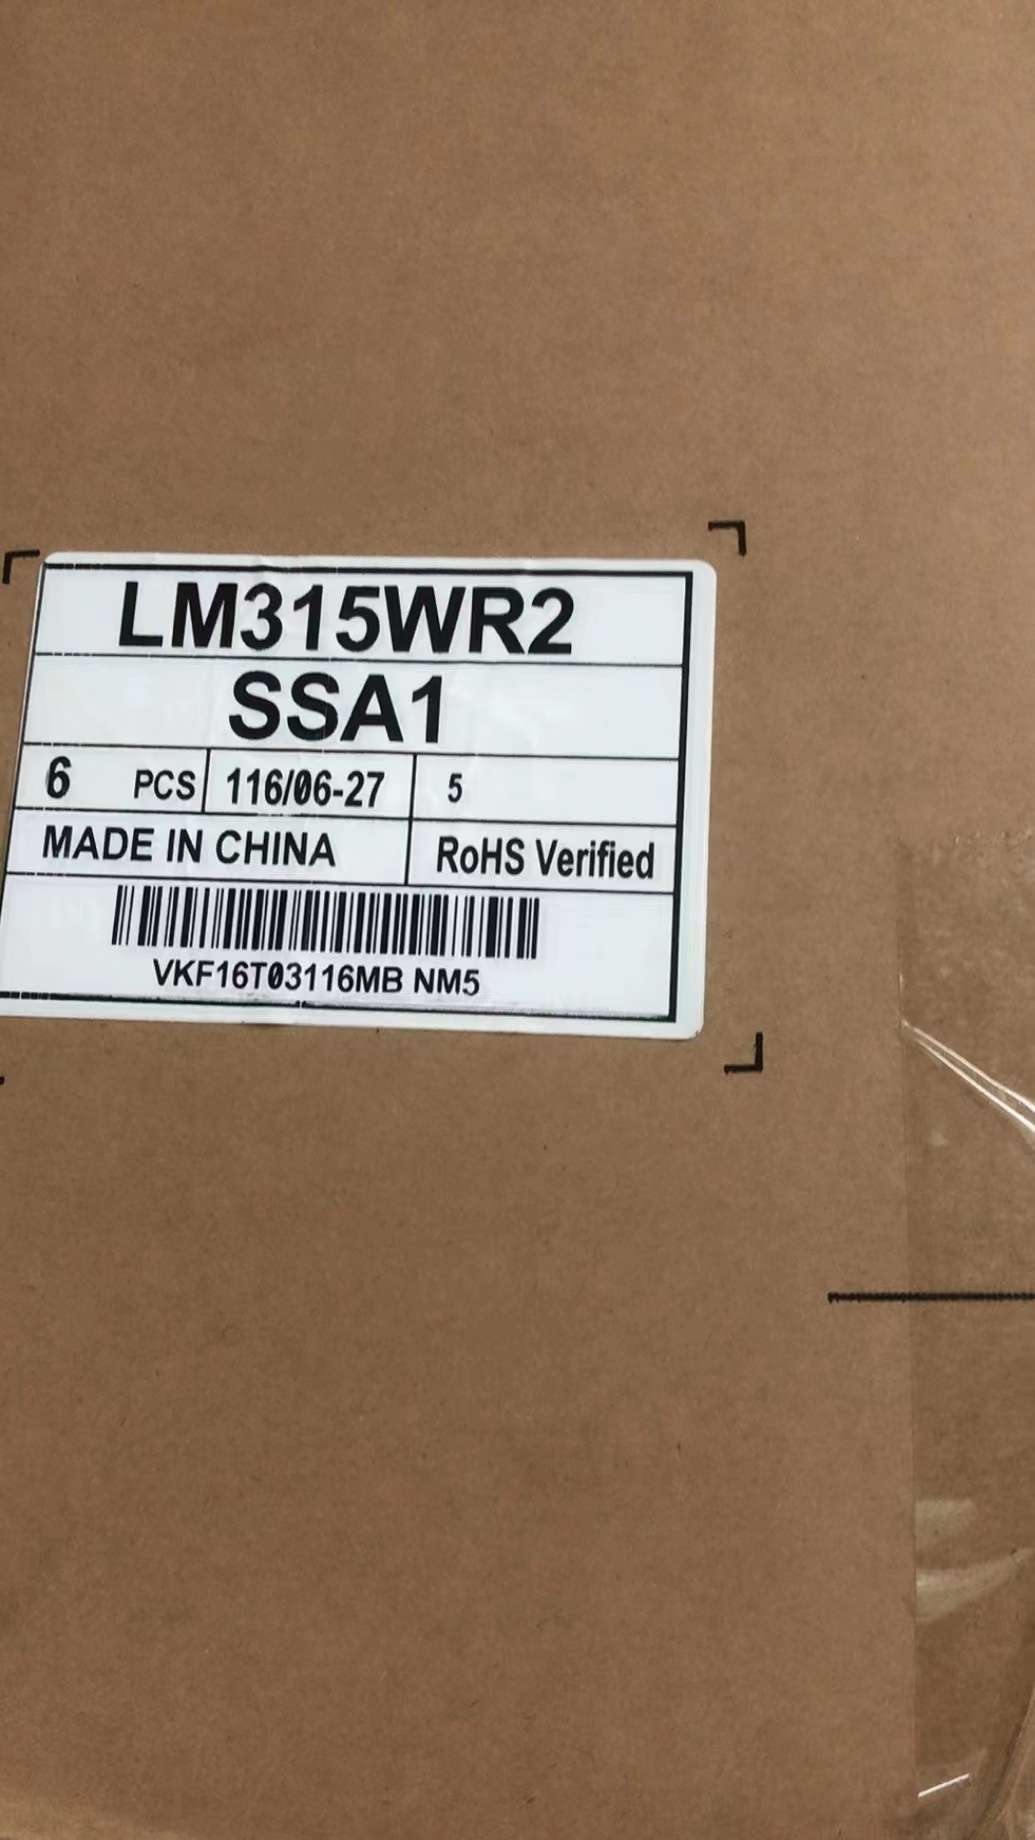 LM315WR2
SSA1
6 PCS 116/06-27 5
MADE IN CHINA RoHS Verified
VKF16T03116MB NM5